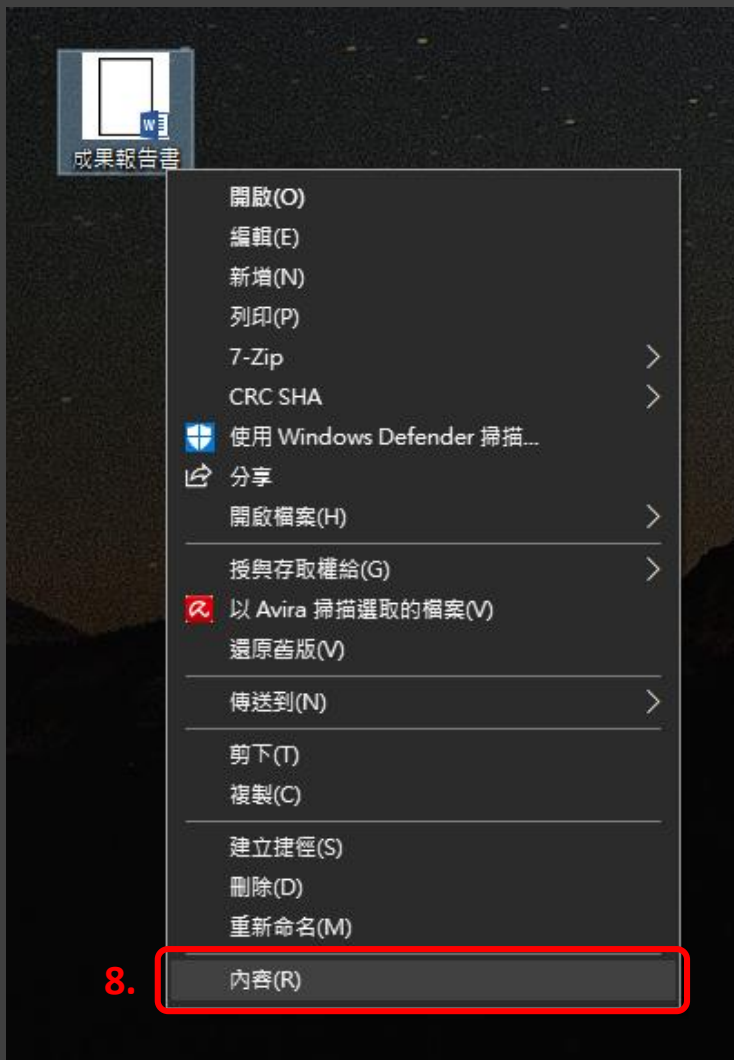 成果報告書
開啟(O)
編輯(E)
新增(N)
列印(P)
7-Zip
CRC SHA
使用 Windows Defender 掃描...
分享
開啟檔案(H)
授與存取權給(G)
以 Avira 掃描選取的檔案(V)
還原舊版(V)
傳送到(N)
剪下(T)
複製(C)
建立捷徑(S)
刪除(D)
重新命名(M)
8. 內容(R)